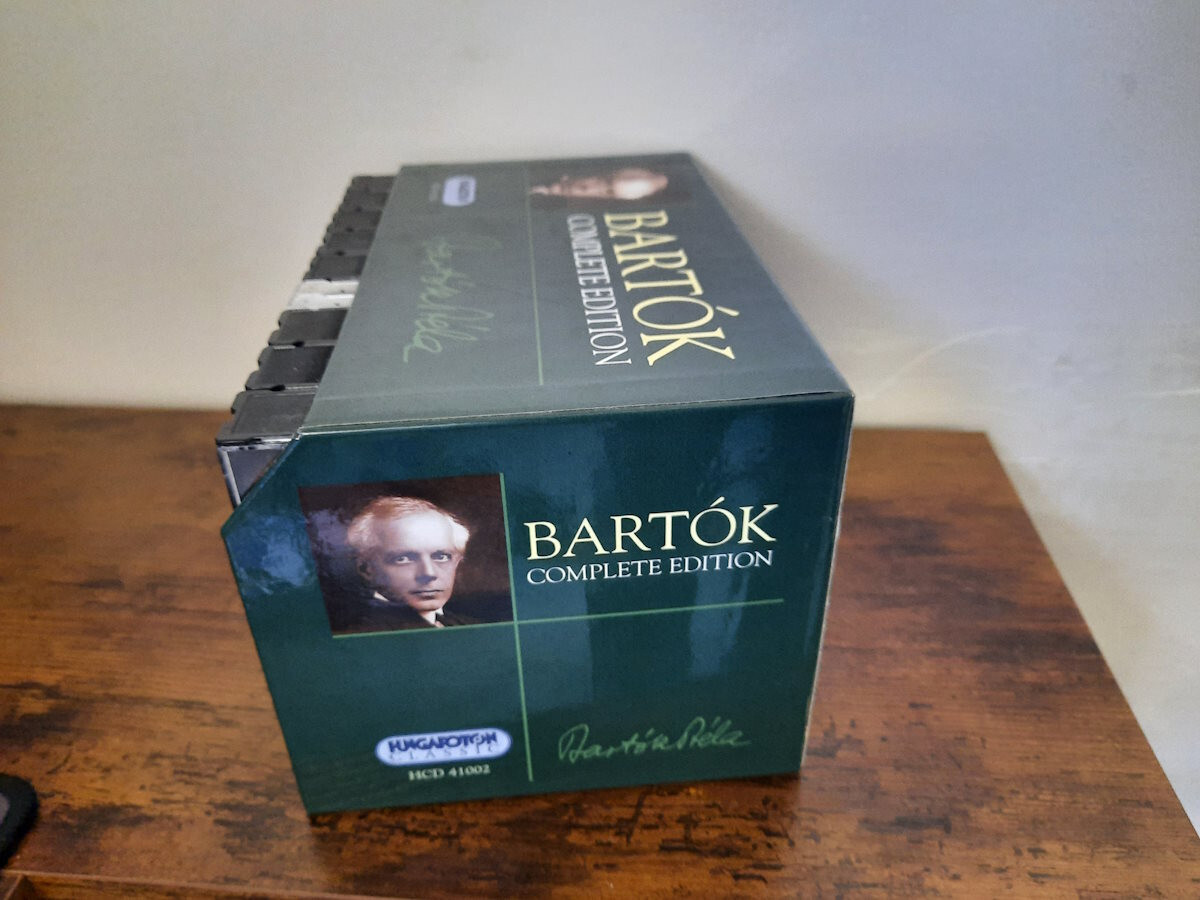 BARTÓK
COMPLETE EDITION
BARTÓK
COMPLETE EDITION
HUNGAROTON
CLASSIC
HCD 41002
Bartók Béla